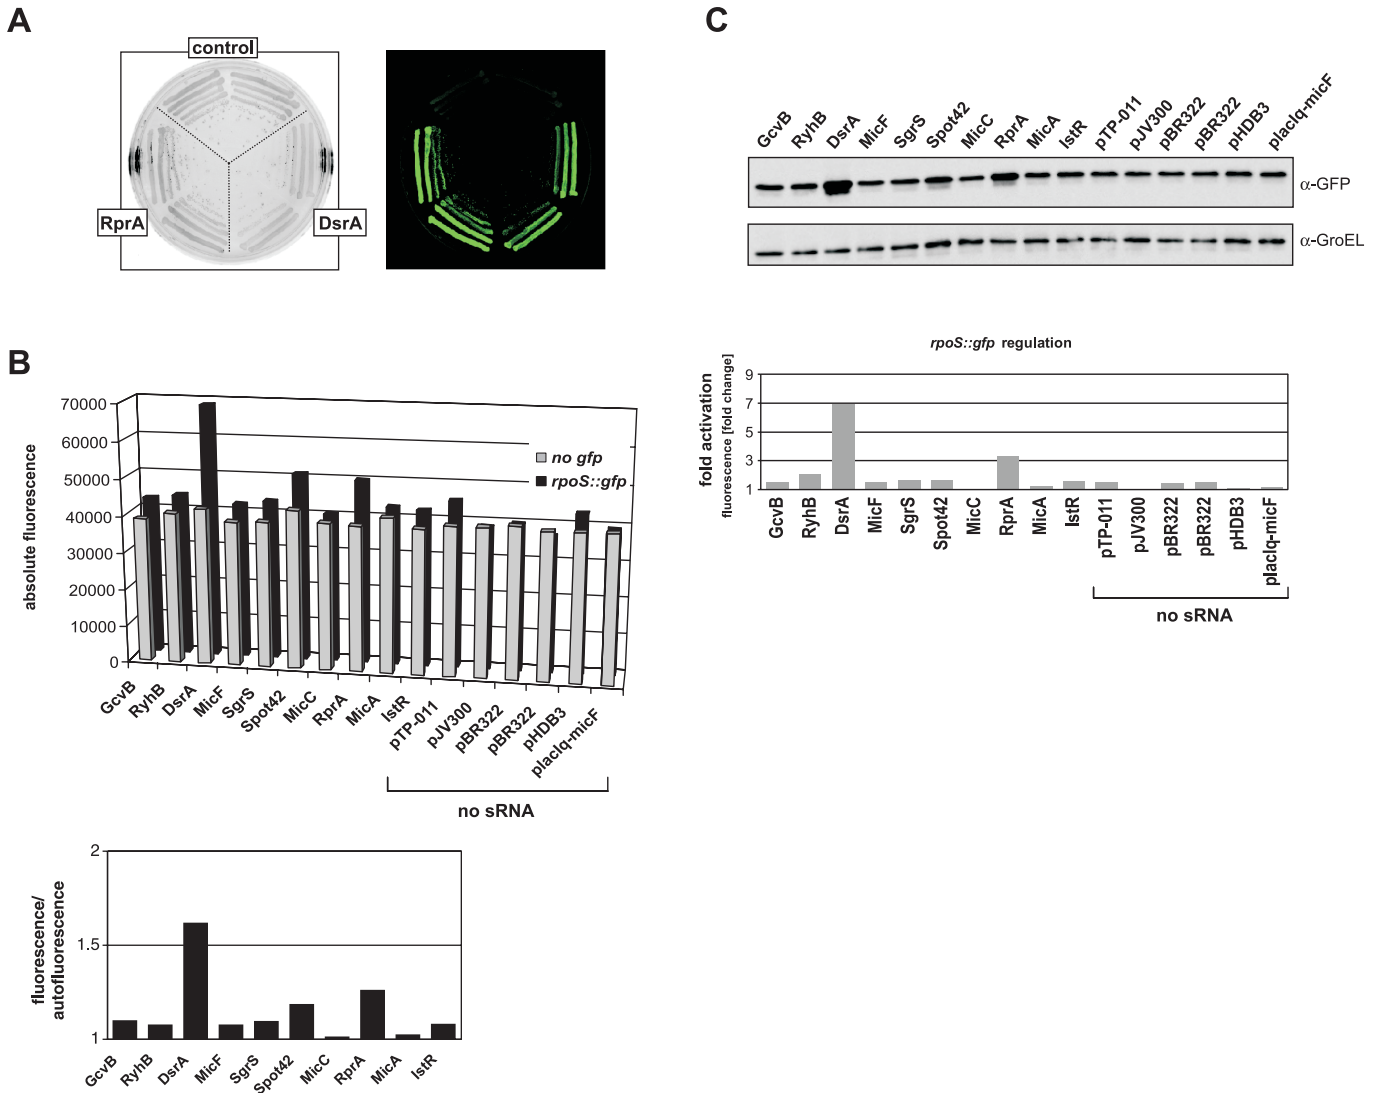 A
control
RprA
DsrA
B
absolute fluorescence
70000
60000
50000
40000
30000
20000
10000
0
no gfp
rpoS::gfp
GcvB
RyhB
DsrA
MicF
SgrS
Spot42
MicC
RprA
MicA
IstR
pTP-011
pJV300
pBR322
pBR322
pHDB3
placIq-micF
no sRNA
fluorescence/
autofluorescence
2
1.5
1
GcvB
RyhB
DsrA
MicF
SgrS
Spot42
MicC
RprA
MicA
IstR
C
GcvB
RyhB
DsrA
MicF
SgrS
Spot42
MicC
RprA
MicA
IstR
pTP-011
pJV300
pBR322
pBR322
pHDB3
placIq-micF
α-GFP
α-GroEL
rpoS::gfp regulation
fold activation
fluorescence [fold change]
9
7
5
3
1
GcvB
RyhB
DsrA
MicF
SgrS
Spot42
MicC
RprA
MicA
IstR
pTP-011
pJV300
pBR322
pBR322
pHDB3
placIq-micF
no sRNA